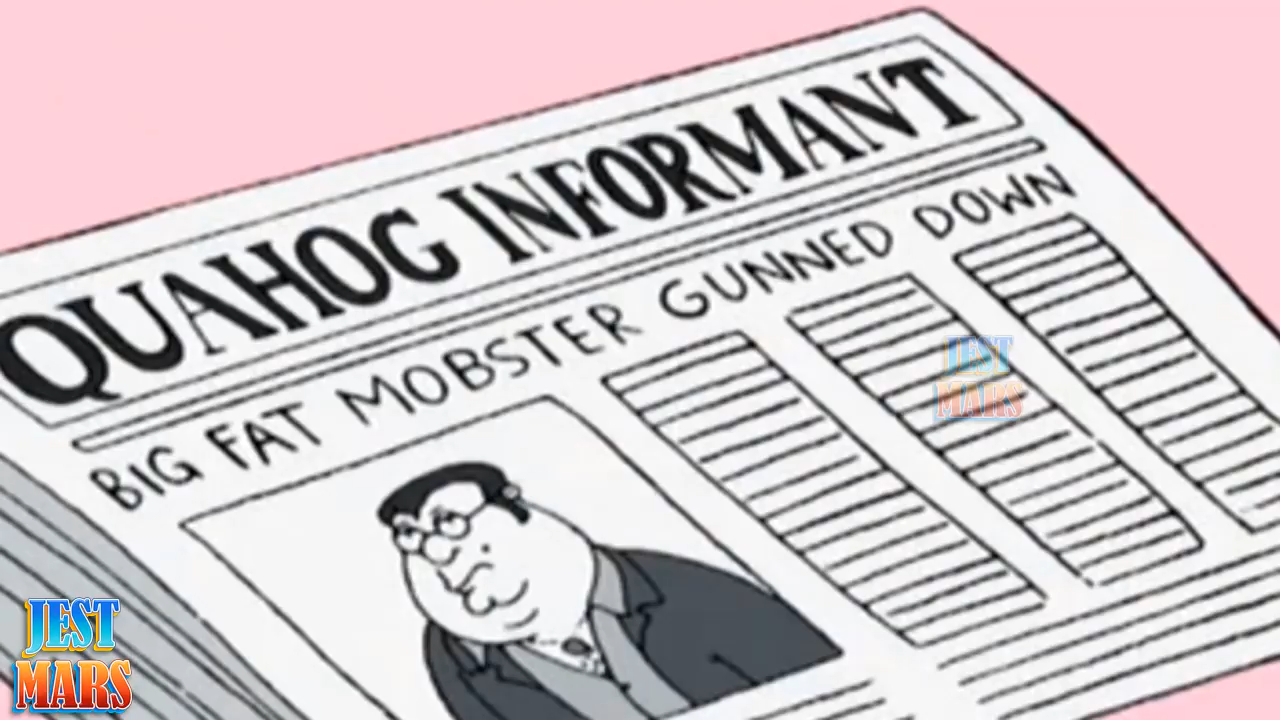 QUAHOG INFORMANT
BIG FAT MOBSTER GUNNED DOWN
JEST
MARS
JEST
MARS